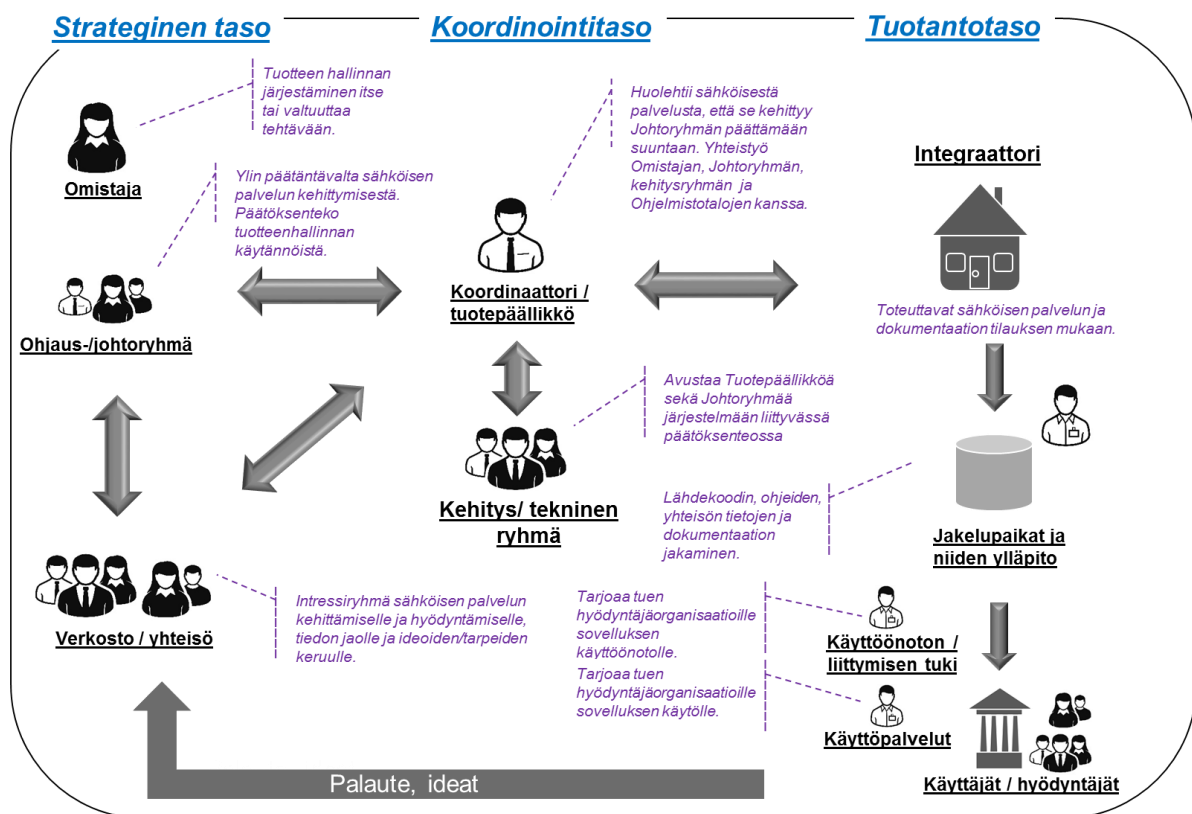 Strateginen taso
Koordinointitaso
Tuotantotaso
Tuotteen hallinnan
järjestäminen itse
tai valtuuttaa
tehtävään.
Omistaja
Ylin päätäntävalta sähköisen
palvelun kehittymisestä.
Päätöksenteko
tuotteenhallinnan
käytännöistä.
Ohjaus-/johtoryhmä
Verkosto / yhteisö
Intressiryhmä sähköisen palvelun
kehittämiselle ja hyödyntämiselle,
tiedon jaolle ja ideoiden/tarpeiden
keruulle.
Huolehtii sähköisestä
palvelusta, että se kehittyy
Johtoryhmän päättämään
suuntaan. Yhteistyö
Omistajan, Johtoryhmän,
kehitysryhmän ja
Ohjelmistotalojen kanssa.
Koordinaattori /
tuotepäällikkö
Avustaa Tuotepäällikköä
sekä Johtoryhmää
järjestelmään liittyvässä
päätöksenteossa
Kehitys/ tekninen
ryhmä
Integraattori
Toteuttavat sähköisen palvelun ja
dokumentaation tilauksen mukaan.
Lähdekoodin, ohjeiden,
yhteisön tietojen ja
dokumentaation
jakaminen.
Jakelupaikat ja
niiden ylläpito
Tarjoaa tuen
hyödyntäjäorganisaatioille
sovelluksen
käyttöönotolle.
Käyttöönoton /
liittymisen tuki
Tarjoaa tuen
hyödyntäjäorganisaatioille
sovelluksen käytölle.
Käyttöpalvelut
Käyttäjät / hyödyntäjät
Palaute, ideat